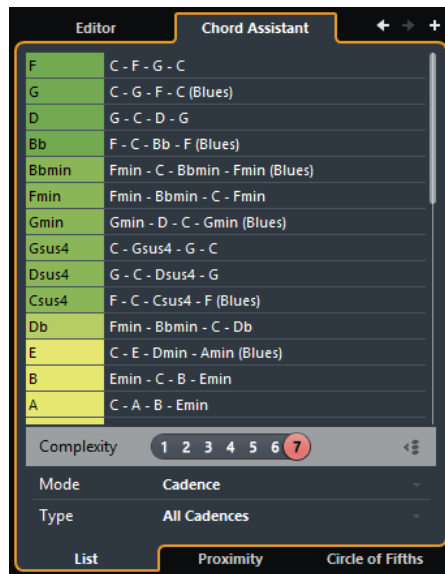 Editor Chord Assistant
F C - F - G - C
G C - G - F - C (Blues)
D G - C - D - G
Bb F - C - Bb - F (Blues)
Bbmin Fmin - C - Bbmin - Fmin (Blues)
Fmin Fmin - Bbmin - C - Fmin
Gmin Gmin - D - C - Gmin (Blues)
Gsus4 C - Gsus4 - G - C
Dsus4 G - C - Dsus4 - G
Csus4 F - C - Csus4 - F (Blues)
Db Fmin - Bbmin - C - Db
E C - E - Dmin - Amin (Blues)
B Emin - C - B - Emin
A C - A - B - Emin
Complexity 1 2 3 4 5 6 7
Mode Cadence
Type All Cadences
List Proximity Circle of Fifths